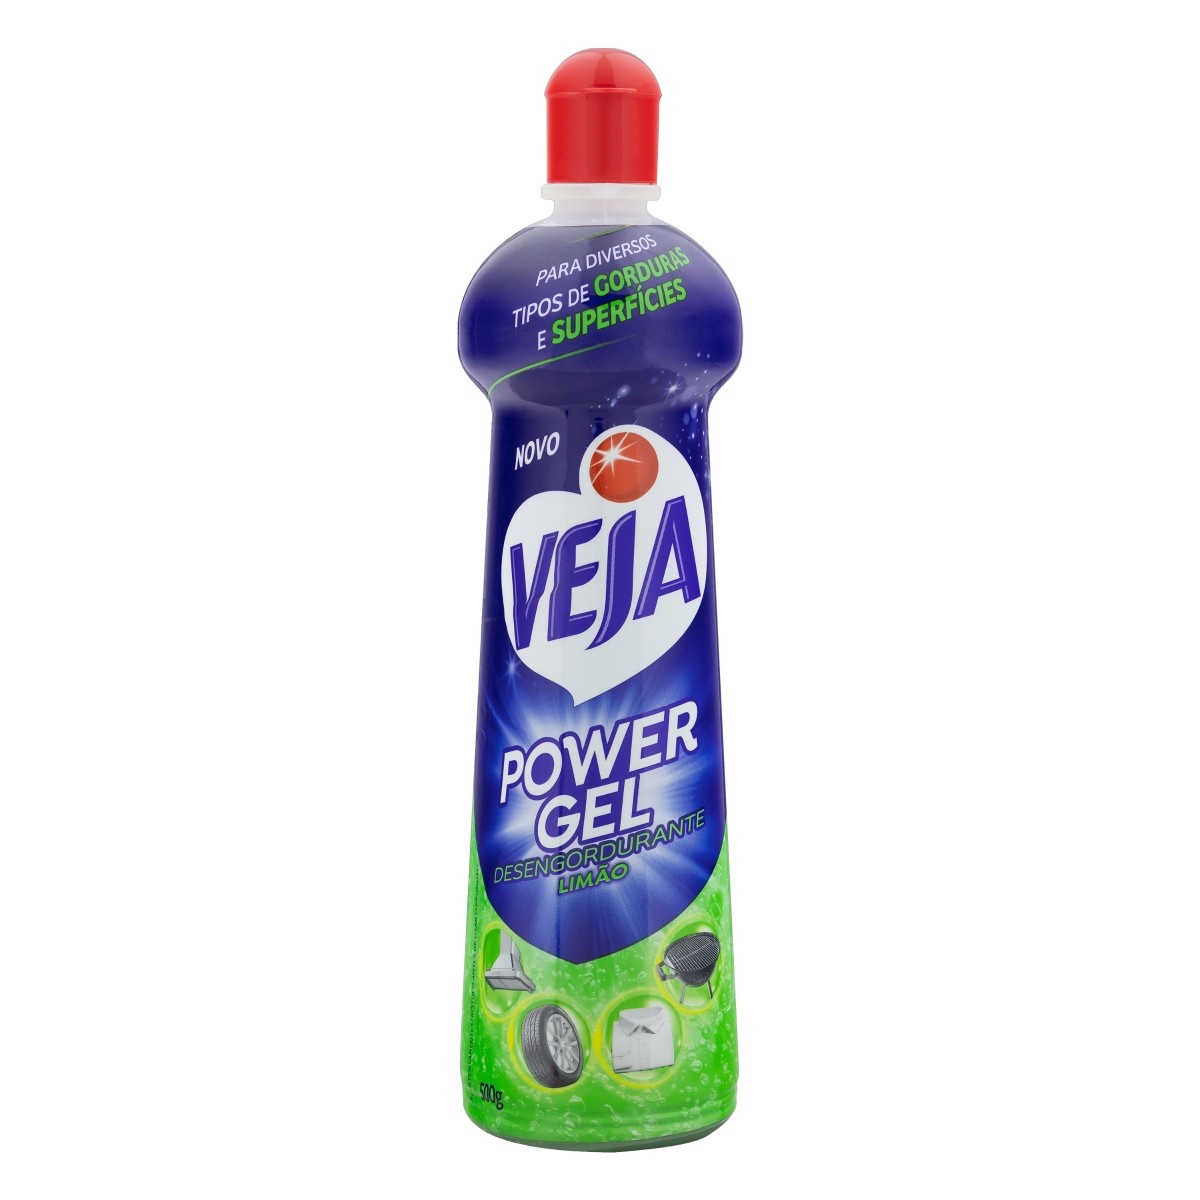 PARA DIVERSOS
TIPOS DE GORDURAS
E SUPERFÍCIES
NOVO
VEJA
POWER
GEL
DESENGORDURANTE
LIMÃO
500g